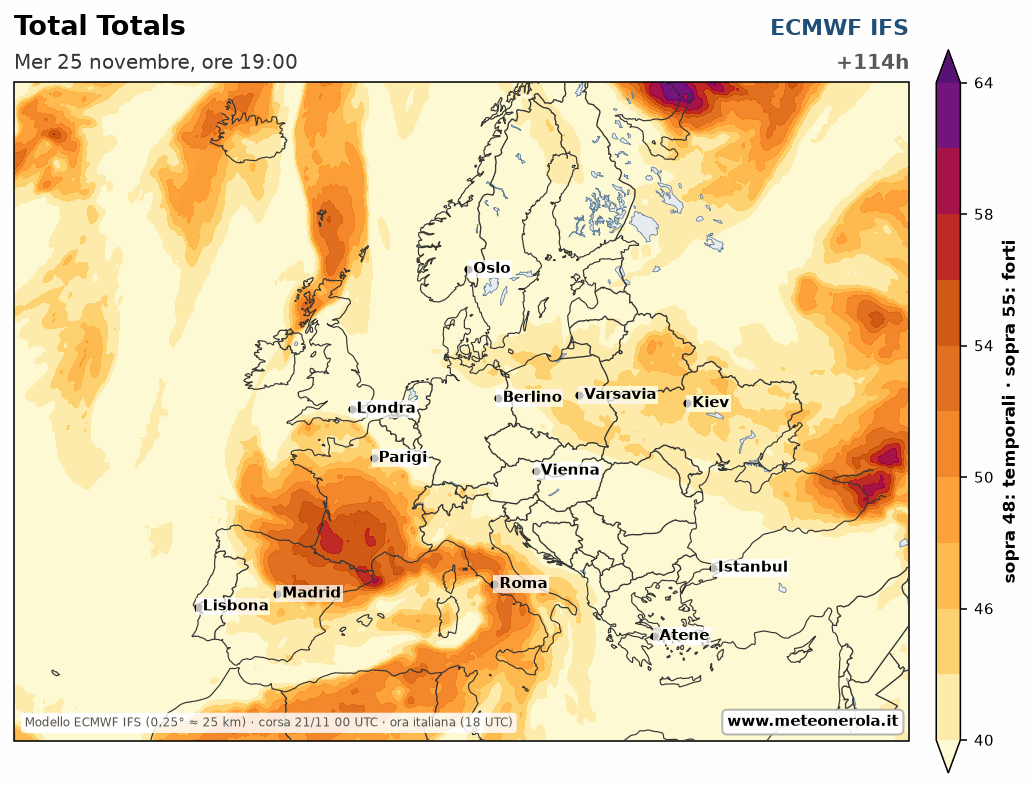 Total Totals
ECMWF IFS
Mer 25 novembre, ore 19:00
+114h
64
58
54
50
46
40
sopra 48: temporali · sopra 55: forti
Oslo
Berlino
Varsavia
Kiev
Londra
Parigi
Vienna
Istanbul
Roma
Madrid
Lisbona
Atene
Modello ECMWF IFS (0,25° ≈ 25 km) · corsa 21/11 00 UTC · ora italiana (18 UTC)
www.meteonerola.it